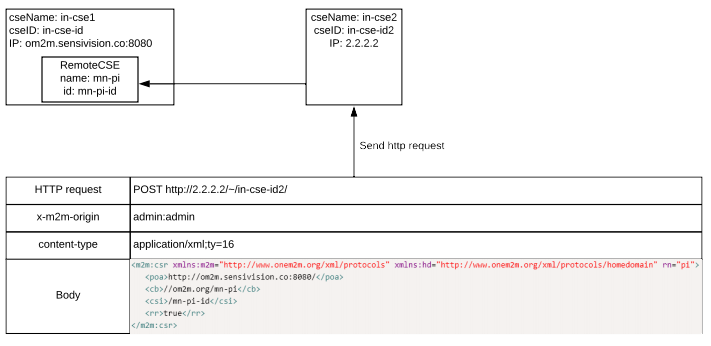 cseName: in-cse1
cseID: in-cse-id
IP: om2m.sensivision.co:8080
RemoteCSE
name: mn-pi
id: mn-pi-id
cseName: in-cse2
cseID: in-cse-id2
IP: 2.2.2.2
Send http request
HTTP request POST http://2.2.2.2/~/in-cse-id2/
x-m2m-origin admin:admin
content-type application/xml;ty=16
Body
<m2m:csr xmlns:m2m="http://www.onem2m.org/xml/protocols" xmlns:hd="http://www.onem2m.org/xml/protocols/homedomain" rn="pi">
<poa>http://om2m.sensivision.co:8080/</poa>
<cb>//om2m.org/mn-pi</cb>
<csi>/mn-pi-id</csi>
<rr>true</rr>
</m2m:csr>